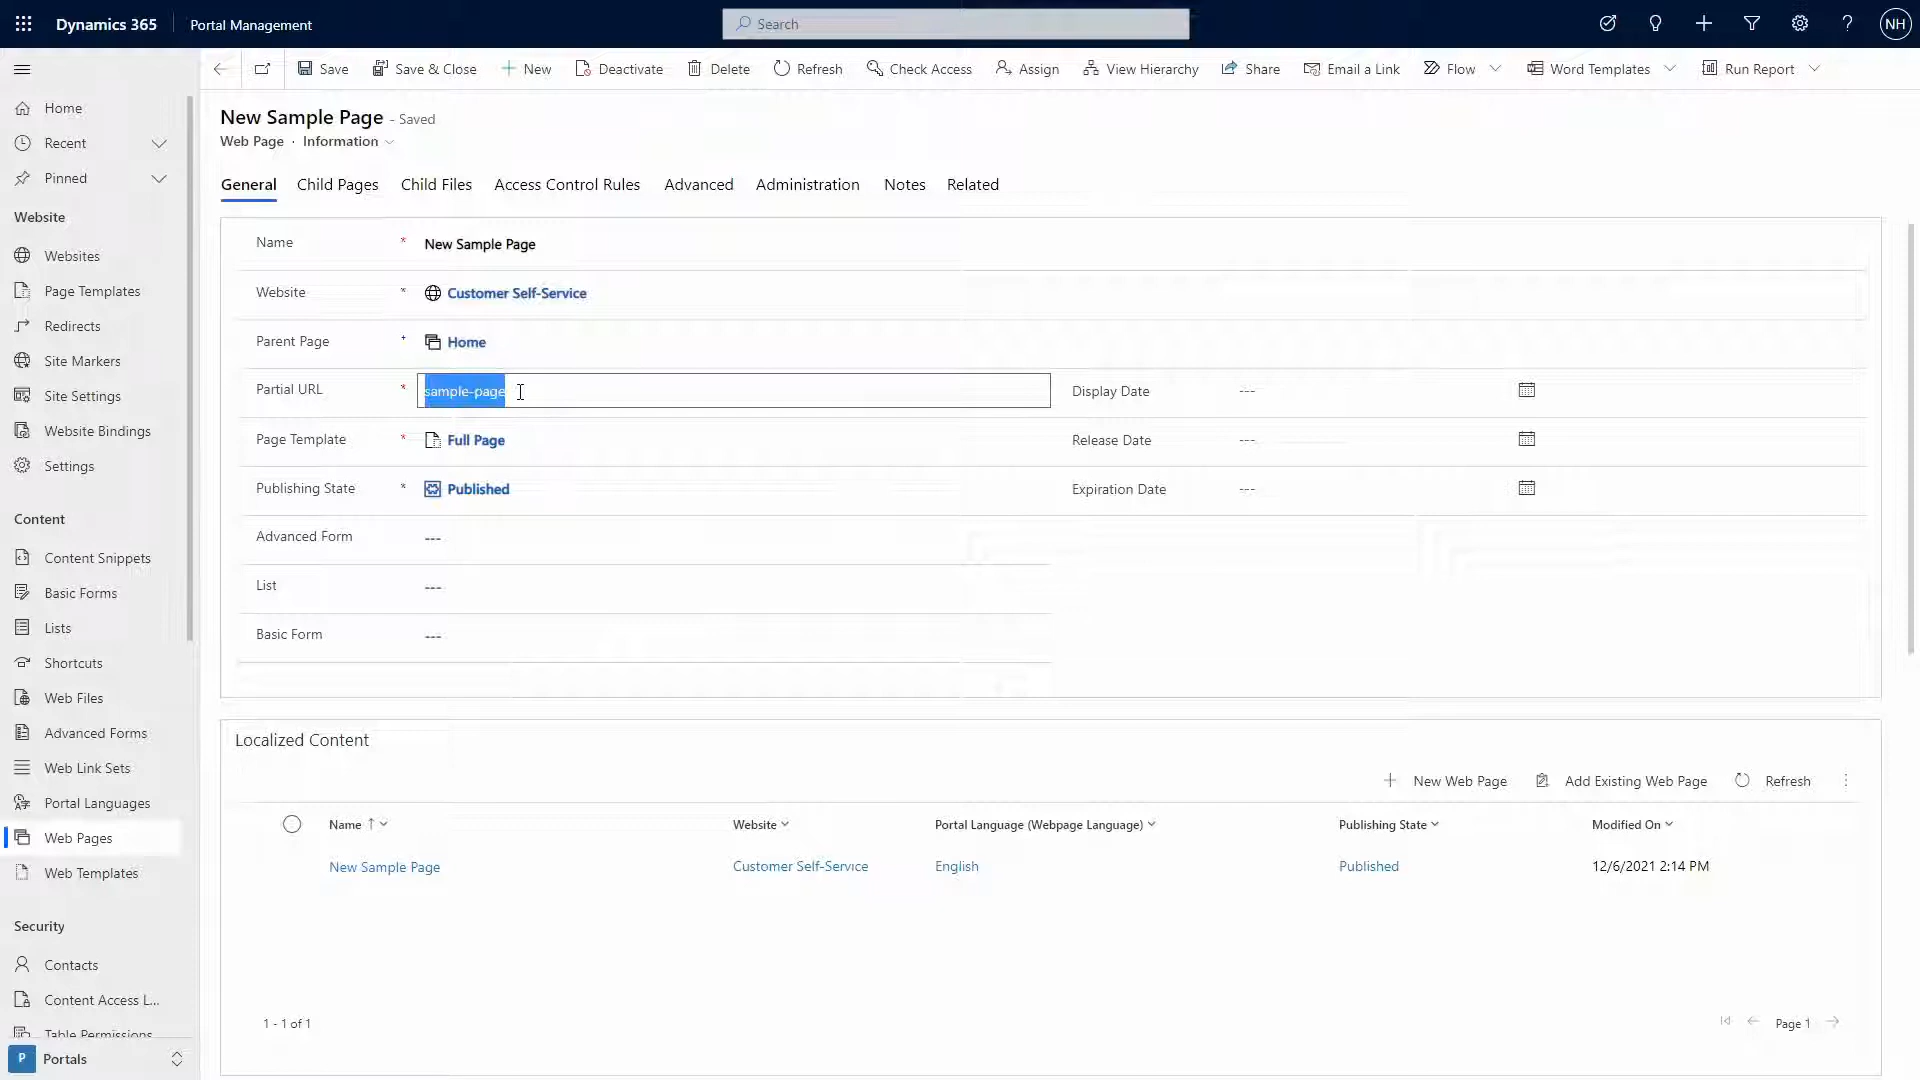 Dynamics 365
Portal Management
Search
NH
Save
Save & Close
New
Deactivate
Delete
Refresh
Check Access
Assign
View Hierarchy
Share
Email a Link
Flow
Word Templates
Run Report
Home
Recent
Pinned
Website
Websites
Page Templates
Redirects
Site Markers
Site Settings
Website Bindings
Settings
Content
Content Snippets
Basic Forms
Lists
Shortcuts
Web Files
Advanced Forms
Web Link Sets
Portal Languages
Web Pages
Web Templates
Security
Contacts
Content Access L...
Table Permissions
P Portals
New Sample Page - Saved
Web Page · Information
General
Child Pages
Child Files
Access Control Rules
Advanced
Administration
Notes
Related
Name * New Sample Page
Website * Customer Self-Service
Parent Page + Home
Partial URL * sample-page
Display Date ---
Page Template * Full Page
Release Date ---
Publishing State * Published
Expiration Date ---
Advanced Form ---
List ---
Basic Form ---
Localized Content
New Web Page
Add Existing Web Page
Refresh
Name ↑
Website
Portal Language (Webpage Language)
Publishing State
Modified On
New Sample Page
Customer Self-Service
English
Published
12/6/2021 2:14 PM
1 - 1 of 1
Page 1